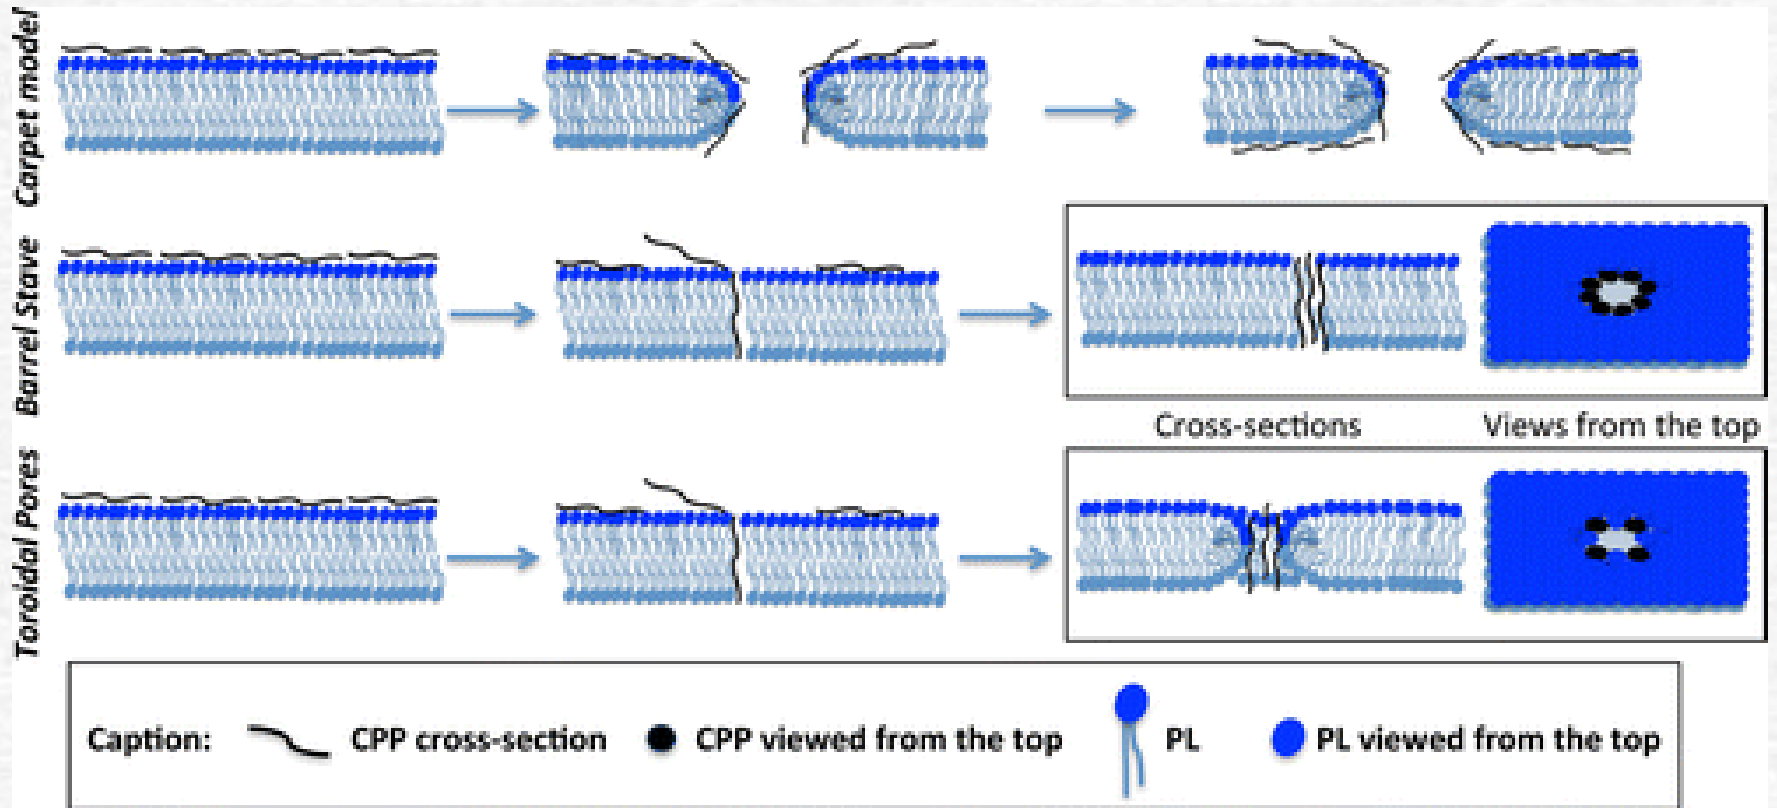 Carpet model
Barrel Stave
Cross-sections Views from the top
Toroidal Pores
Caption: CPP cross-section CPP viewed from the top PL PL viewed from the top